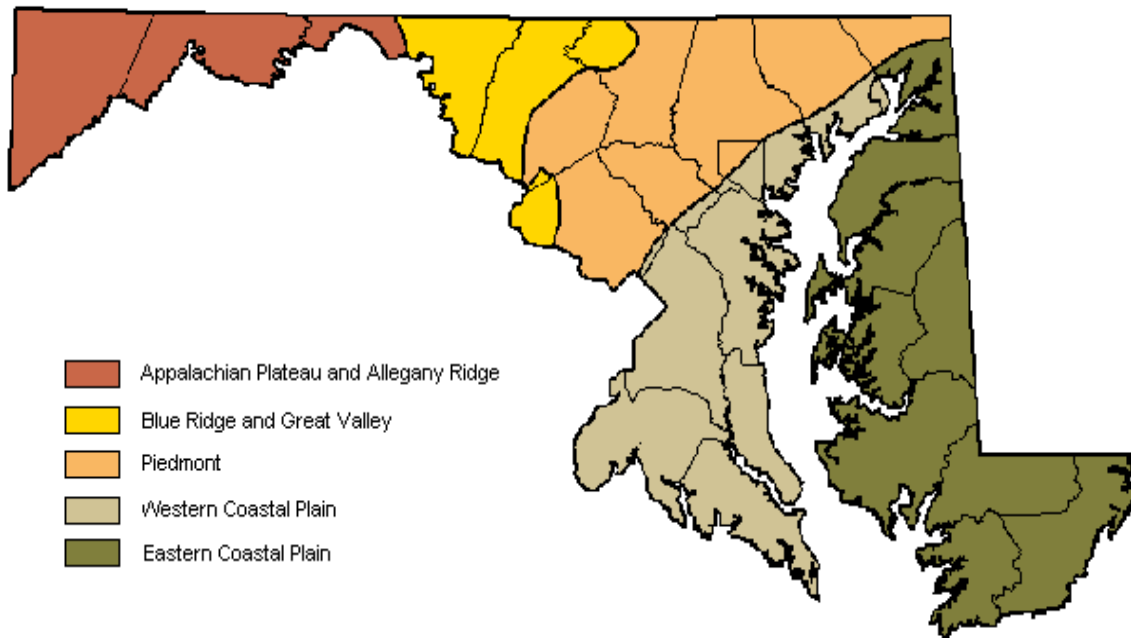 Appalachian Plateau and Allegany Ridge
Blue Ridge and Great Valley
Piedmont
Western Coastal Plain
Eastern Coastal Plain